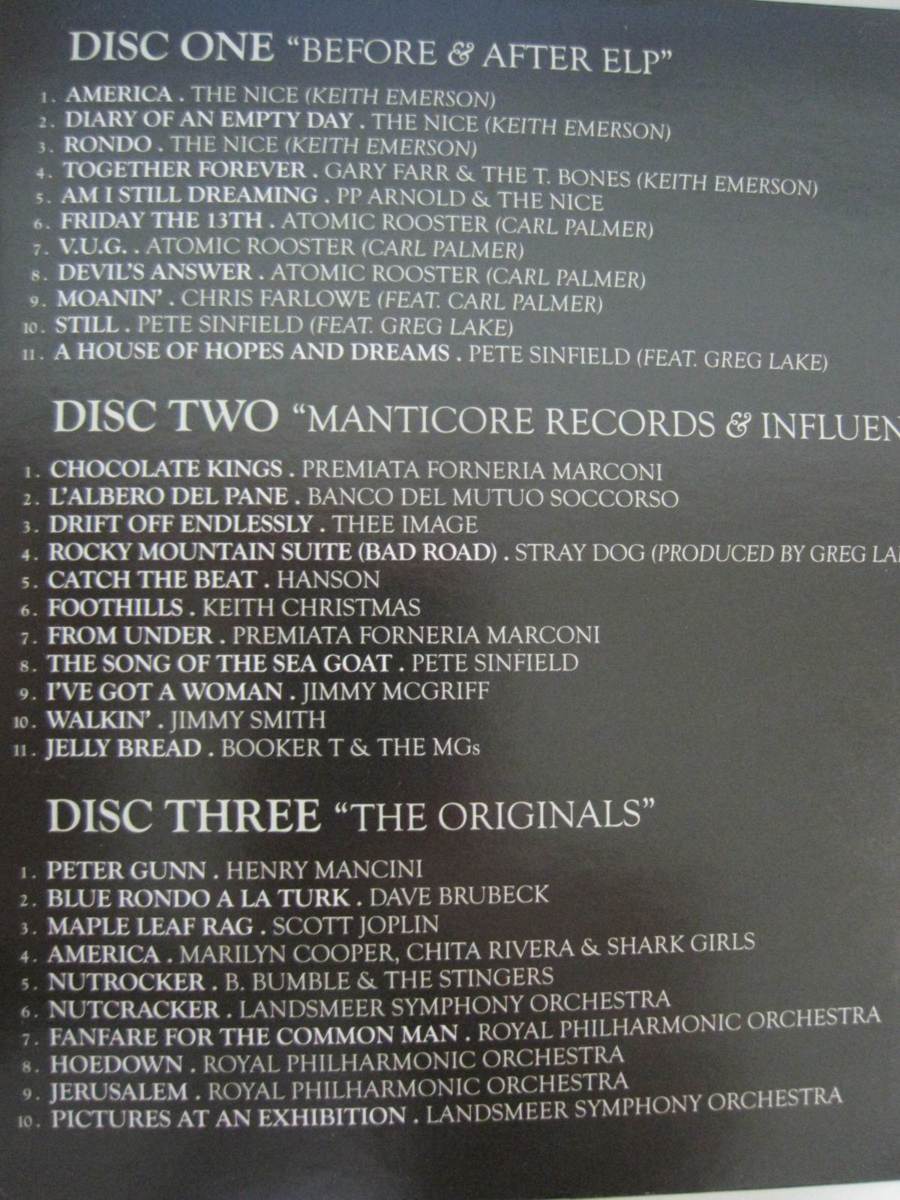 DISC ONE “BEFORE & AFTER ELP”
1. AMERICA . THE NICE (KEITH EMERSON)
2. DIARY OF AN EMPTY DAY . THE NICE (KEITH EMERSON)
3. RONDO . THE NICE (KEITH EMERSON)
4. TOGETHER FOREVER . GARY FARR & THE T. BONES (KEITH EMERSON)
5. AM I STILL DREAMING . PP ARNOLD & THE NICE
6. FRIDAY THE 13TH . ATOMIC ROOSTER (CARL PALMER)
7. V.U.G. . ATOMIC ROOSTER (CARL PALMER)
8. DEVIL'S ANSWER . ATOMIC ROOSTER (CARL PALMER)
9. MOANIN' . CHRIS FARLOWE (FEAT. CARL PALMER)
10. STILL . PETE SINFIELD (FEAT. GREG LAKE)
11. A HOUSE OF HOPES AND DREAMS . PETE SINFIELD (FEAT. GREG LAKE)
DISC TWO “MANTICORE RECORDS & INFLUEN
1. CHOCOLATE KINGS . PREMIATA FORNERIA MARCONI
2. L'ALBERO DEL PANE . BANCO DEL MUTUO SOCCORSO
3. DRIFT OFF ENDLESSLY . THEE IMAGE
4. ROCKY MOUNTAIN SUITE (BAD ROAD) . STRAY DOG (PRODUCED BY GREG LA
5. CATCH THE BEAT . HANSON
6. FOOTHILLS . KEITH CHRISTMAS
7. FROM UNDER . PREMIATA FORNERIA MARCONI
8. THE SONG OF THE SEA GOAT . PETE SINFIELD
9. I'VE GOT A WOMAN . JIMMY MCGRIFF
10. WALKIN' . JIMMY SMITH
11. JELLY BREAD . BOOKER T & THE MGs
DISC THREE “THE ORIGINALS”
1. PETER GUNN . HENRY MANCINI
2. BLUE RONDO A LA TURK . DAVE BRUBECK
3. MAPLE LEAF RAG . SCOTT JOPLIN
4. AMERICA . MARILYN COOPER, CHITA RIVERA & SHARK GIRLS
5. NUTROCKER . B. BUMBLE & THE STINGERS
6. NUTCRACKER . LANDSMEER SYMPHONY ORCHESTRA
7. FANFARE FOR THE COMMON MAN . ROYAL PHILHARMONIC ORCHESTRA
8. HOEDOWN . ROYAL PHILHARMONIC ORCHESTRA
9. JERUSALEM . ROYAL PHILHARMONIC ORCHESTRA
10. PICTURES AT AN EXHIBITION . LANDSMEER SYMPHONY ORCHESTRA